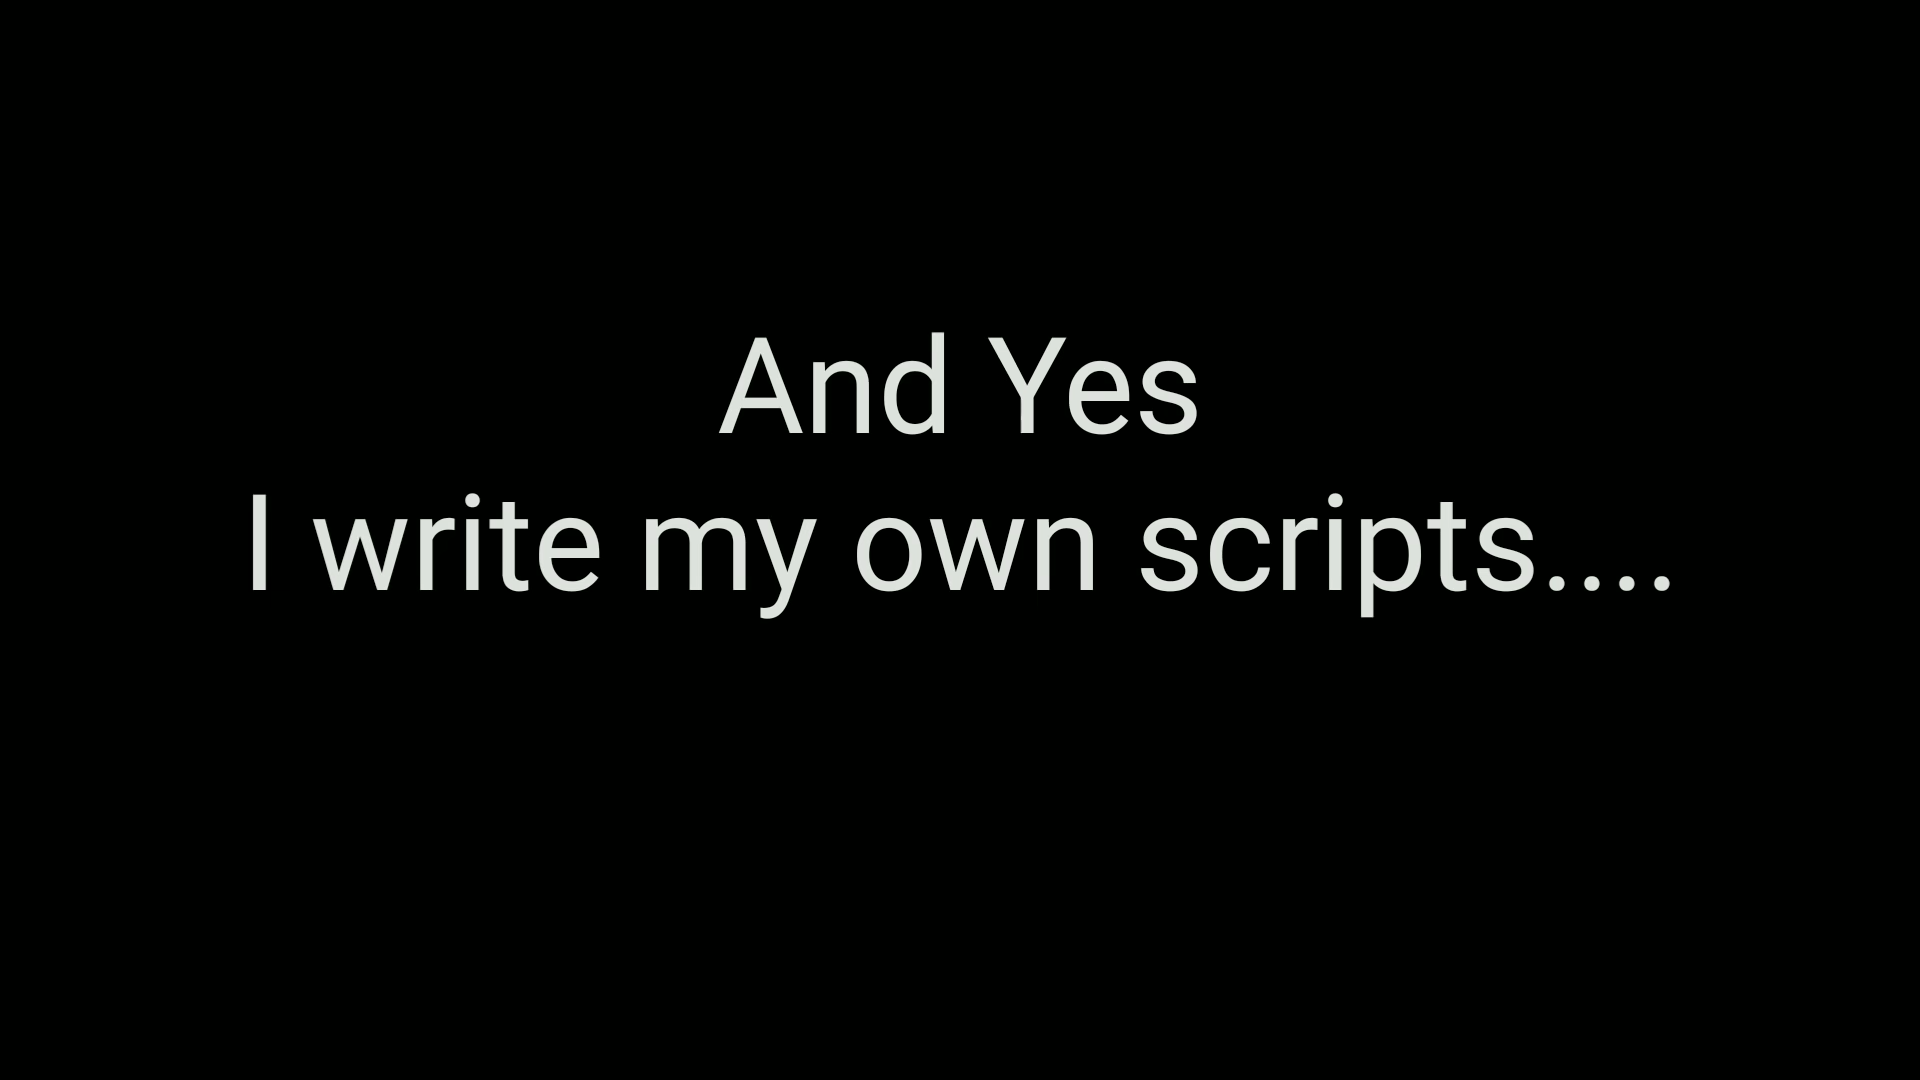 And Yes
I write my own scripts....